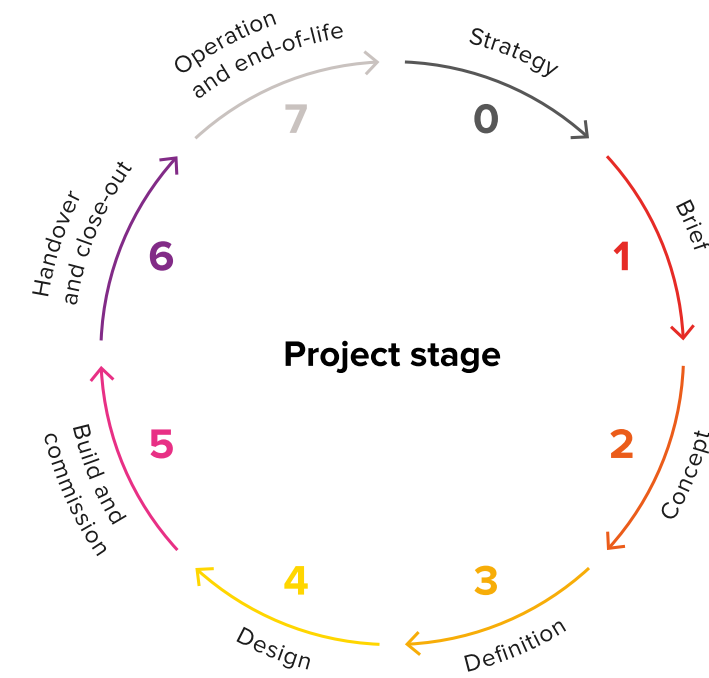 Project stage
0
Strategy
1
Brief
2
Concept
3
Definition
4
Design
5
Build and
commission
6
Handover
and close-out
7
Operation
and end-of-life